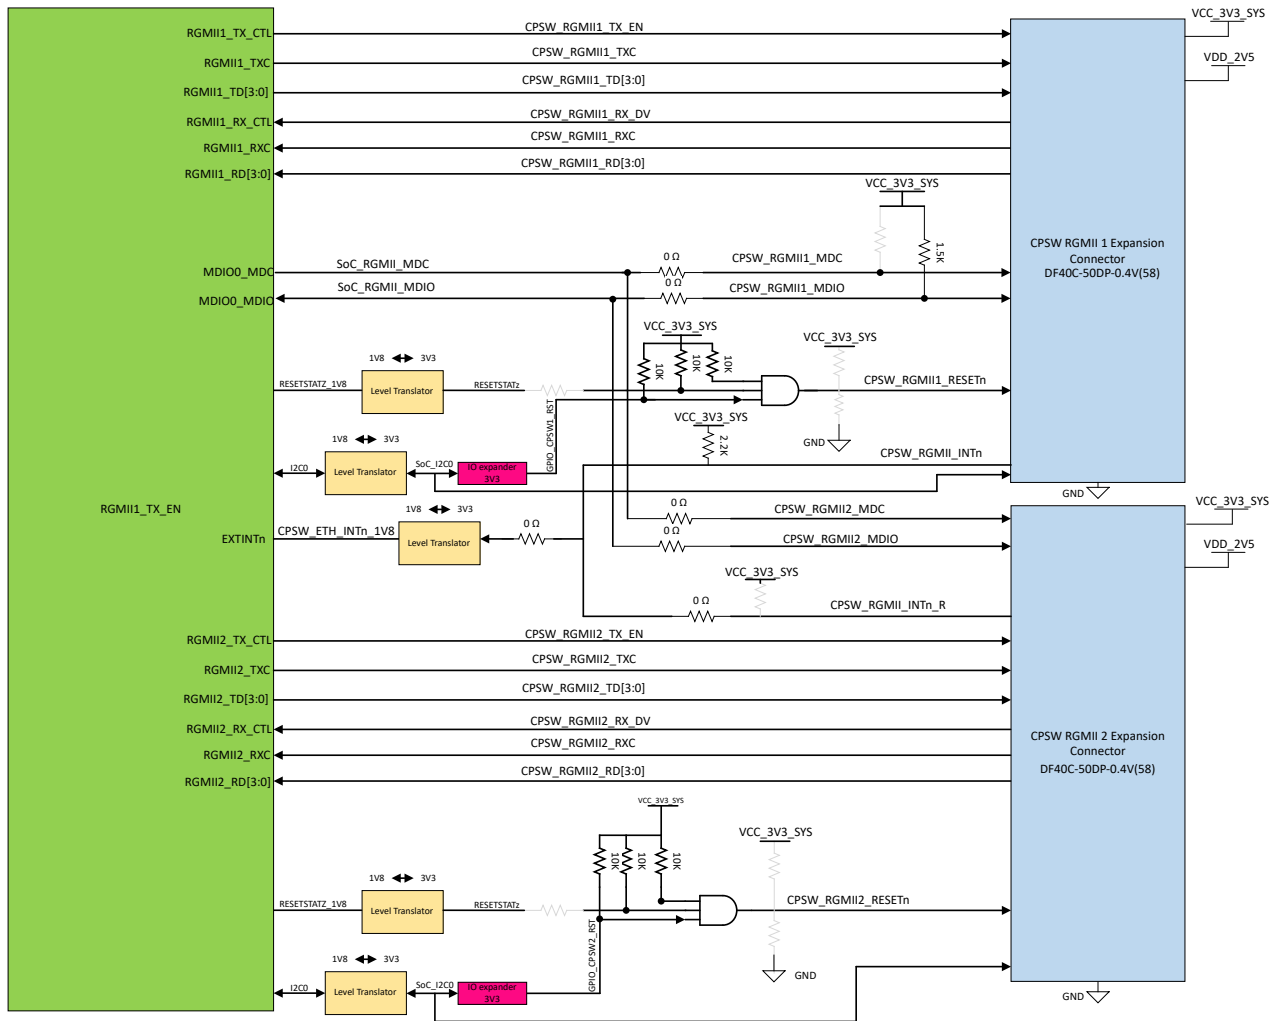 VCC_3V3_SYS
RGMII1_TX_CTL
CPSW_RGMII1_TX_EN
CPSW_RGMII1_TXC
RGMII1_TXC
VDD_2V5
CPSW_RGMII1_TD[3:0]
RGMII1_TD[3:0]
CPSW_RGMII1_RX_DV
RGMII1_RX_CTL
CPSW_RGMII1_RXC
RGMII1_RXC
CPSW_RGMII1_RD[3:0]
RGMII1_RD[3:0]
VCC_3V3_SYS
1.5K
CPSW RGMII 1 Expansion
Connector
DF40C-50DP-0.4V(58)
MDIO0_MDC
SoC_RGMII_MDC
0 Ω
CPSW_RGMII1_MDC
MDIO0_MDIO
SoC_RGMII_MDIO
0 Ω
CPSW_RGMII1_MDIO
VCC_3V3_SYS
VCC_3V3_SYS
1V8
3V3
10K
10K
10K
RESETSTATZ_1V8
Level Translator
RESETSTATz
CPSW_RGMII1_RESETn
GPIO_CPSW1_RST
VCC_3V3_SYS
2.2K
GND
1V8
3V3
CPSW_RGMII_INTn
I2C0
Level Translator
SoC_I2C0
IO expander
3V3
GND
VCC_3V3_SYS
RGMII1_TX_EN
1V8
3V3
0 Ω
CPSW_RGMII2_MDC
EXTINTn
CPSW_ETH_INTn_1V8
Level Translator
0 Ω
0 Ω
CPSW_RGMII2_MDIO
VDD_2V5
VCC_3V3_SYS
0 Ω
CPSW_RGMII_INTn_R
RGMII2_TX_CTL
CPSW_RGMII2_TX_EN
RGMII2_TXC
CPSW_RGMII2_TXC
RGMII2_TD[3:0]
CPSW_RGMII2_TD[3:0]
RGMII2_RX_CTL
CPSW_RGMII2_RX_DV
RGMII2_RXC
CPSW_RGMII2_RXC
RGMII2_RD[3:0]
CPSW_RGMII2_RD[3:0]
CPSW RGMII 2 Expansion
Connector
DF40C-50DP-0.4V(58)
VCC_3V3_SYS
VCC_3V3_SYS
10K
10K
10K
1V8
3V3
RESETSTATZ_1V8
Level Translator
RESETSTATz
CPSW_RGMII2_RESETn
GPIO_CPSW2_RST
GND
1V8
3V3
I2C0
Level Translator
SoC_I2C0
IO expander
3V3
GND